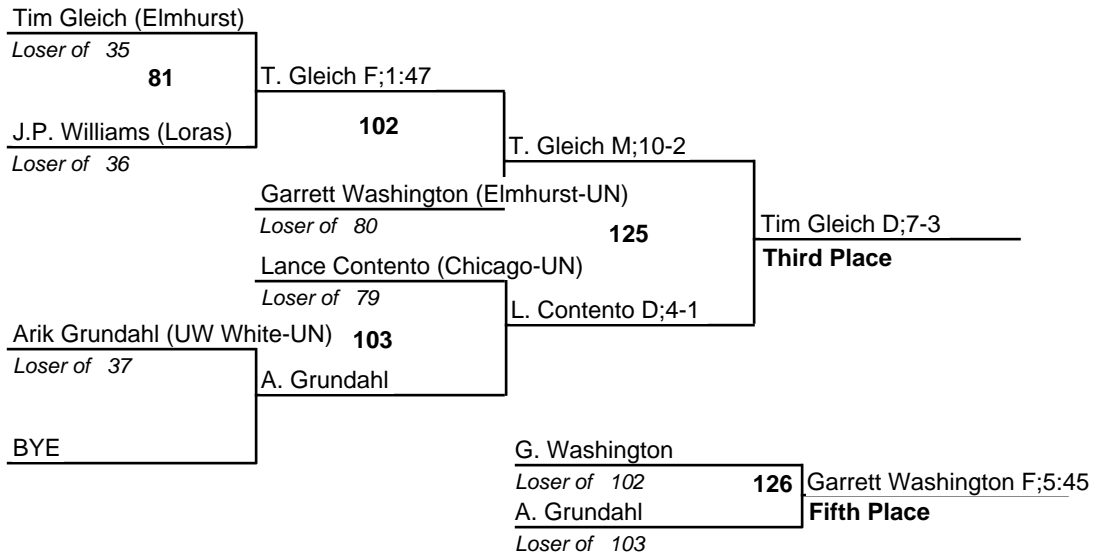 Tim Gleich (Elmhurst)
Loser of 35
81
T. Gleich F;1:47
J.P. Williams (Loras)
Loser of 36
102
T. Gleich M;10-2
Garrett Washington (Elmhurst-UN)
Loser of 80
125
Tim Gleich D;7-3
Third Place
Lance Contento (Chicago-UN)
Loser of 79
L. Contento D;4-1
Arik Grundahl (UW White-UN)
103
Loser of 37
A. Grundahl
BYE
G. Washington
Loser of 102
126
Garrett Washington F;5:45
A. Grundahl
Fifth Place
Loser of 103